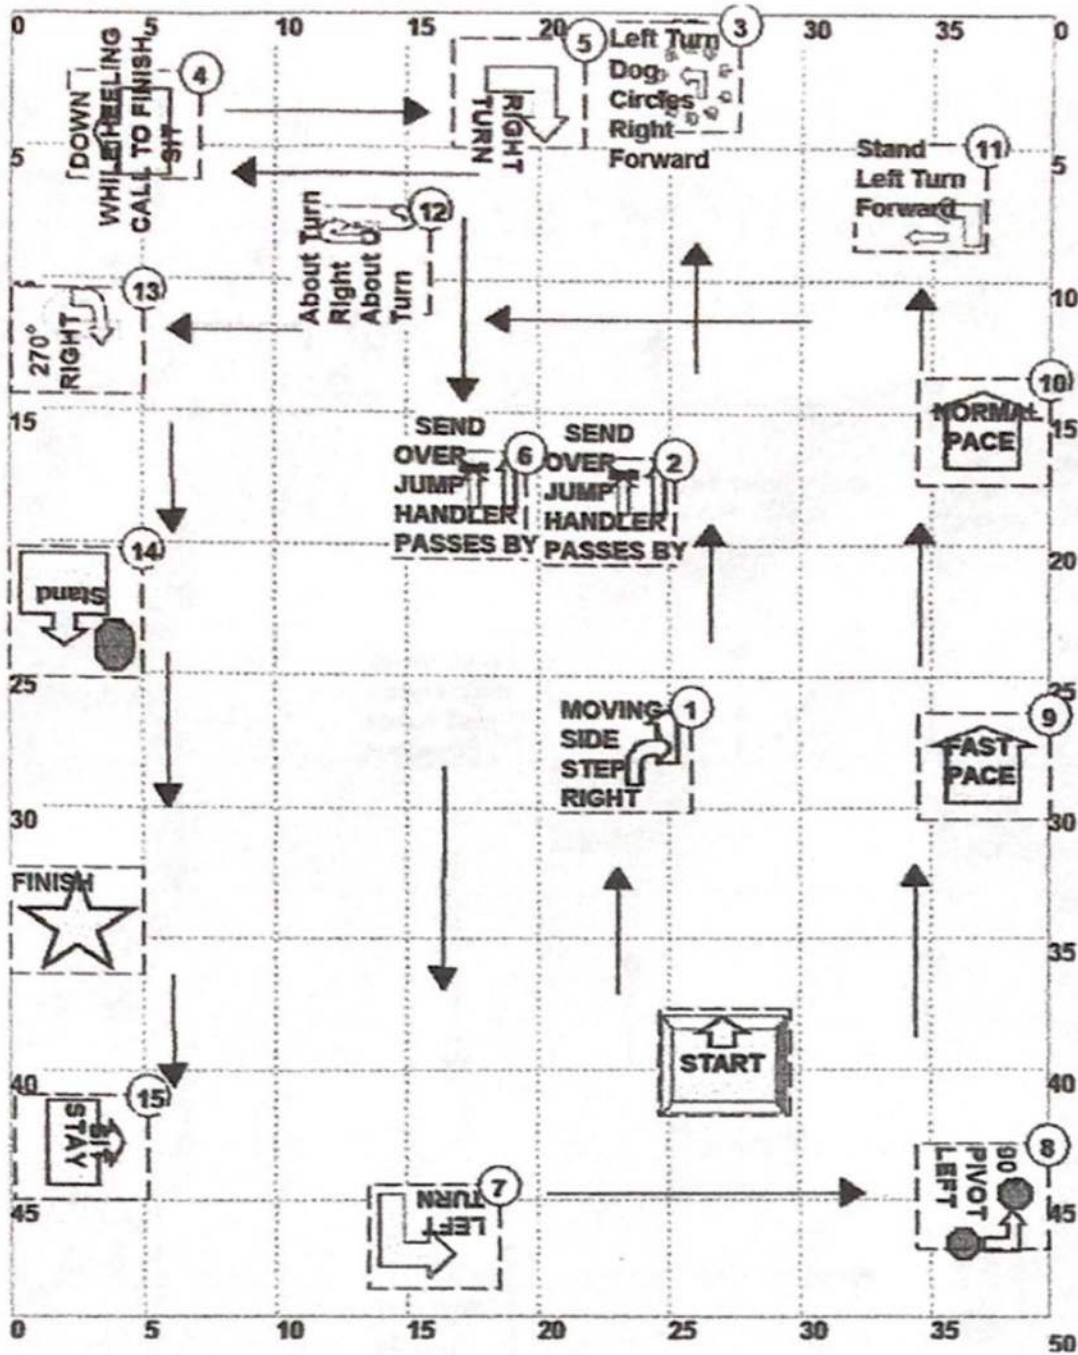 0 10 20 30 35 0
4
DOWN
WHILE HEELING
CALL TO FINISH,
SIT
5
RIGHT
TURN
3
Left Turn
Dog
Circles
Right
Forward
5 5
11
Stand
Left Turn
Forward
12
About Turn
Right
About
Turn
10
13
270°
RIGHT
10
NORMAL
PACE
15 15
SEND
OVER
JUMP
HANDLER
PASSES BY
6
SEND
OVER
JUMP
HANDLER
PASSES BY
2
14
Stand
20 20
25 25
MOVING
SIDE
STEP
RIGHT
1
9
FAST
PACE
30 30
FINISH
35 35
START
40 40
15
SIT
STAY
7
LEFT
TURN
8
90
PIVOT
LEFT
45 45
0 5 10 15 20 25 30 35 50